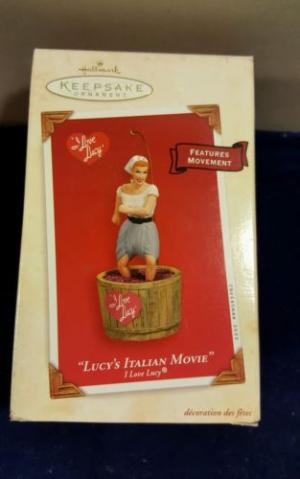 Hallmark
KEEPSAKE
ORNAMENT
I Love
Lucy
FEATURES
MOVEMENT
I Love
Lucy
"LUCY'S ITALIAN MOVIE"
I Love Lucy®
décoration des fêtes